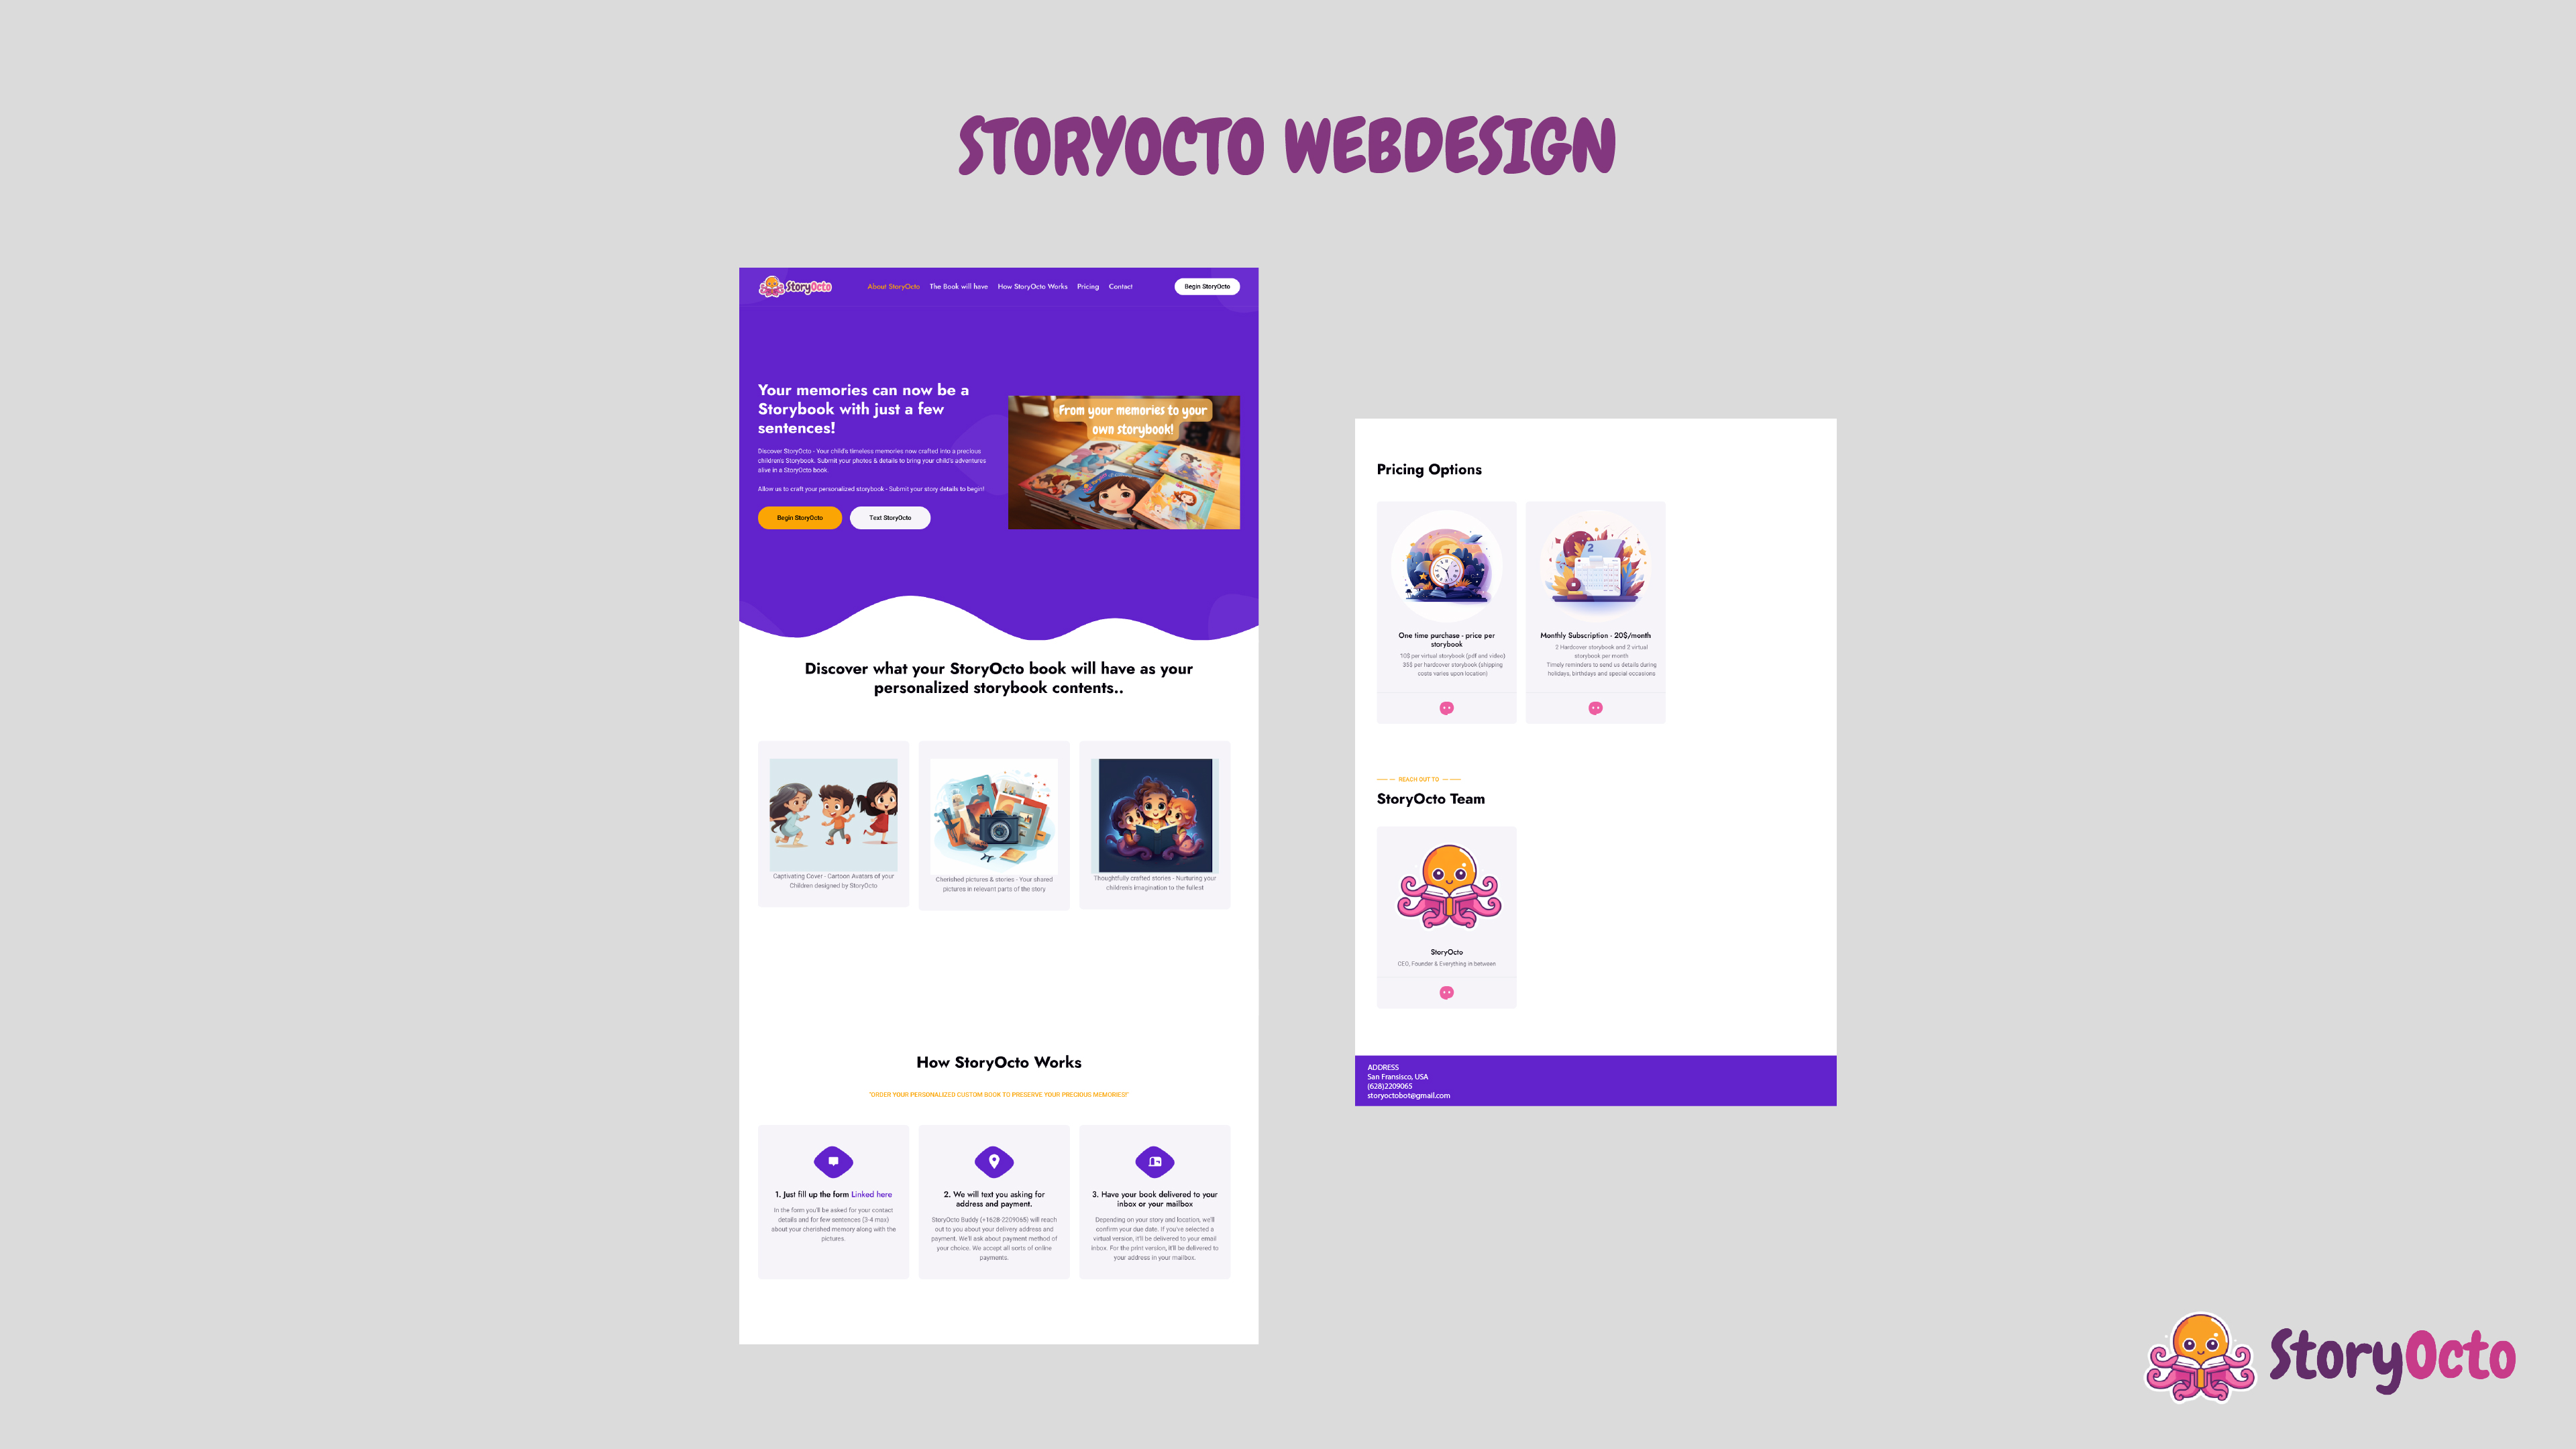 STORYOCTO WEBDESIGN
StoryOcto
About StoryOcto
The Book will have
How StoryOcto Works
Pricing
Contact
Begin StoryOcto
Your memories can now be a
Storybook with just a few
sentences!
Discover StoryOcto - Your child's timeless memories now crafted into a precious
children's Storybook. Submit your photos & details to bring your child's adventures
alive in a StoryOcto book.
Allow us to craft your personalized storybook - Submit your story details to begin!
Begin StoryOcto
Text StoryOcto
From your memories to your
own storybook!
Discover what your StoryOcto book will have as your
personalized storybook contents..
Captivating Cover - Cartoon Avatars of your
Children designed by StoryOcto
Cherished pictures & stories - Your shared
pictures in relevant parts of the story
Thoughtfully crafted stories - Nurturing your
children's imagination to the fullest
How StoryOcto Works
"ORDER YOUR PERSONALIZED CUSTOM BOOK TO PRESERVE YOUR PRECIOUS MEMORIES!"
1. Just fill up the form Linked here
In the form you'll be asked for your contact
details and for few sentences (3-4 max)
about your cherished memory along with the
pictures.
2. We will text you asking for
address and payment.
StoryOcto Buddy (+1628-2209065) will reach
out to you about your delivery address and
payment. We'll ask about payment method of
your choice. We accept all sorts of online
payments.
3. Have your book delivered to your
inbox or your mailbox
Depending on your story and location, we'll
confirm your due date. If you've selected a
virtual version, it'll be delivered to your email
inbox. For the print version, it'll be delivered to
your address in your mailbox.
Pricing Options
One time purchase - price per
storybook
10$ per virtual storybook (pdf and video)
35$ per hardcover storybook (shipping
costs varies upon location)
2
Monthly Subscription - 20$/month
2 Hardcover storybook and 2 virtual
storybook per month
Timely reminders to send us details during
holidays, birthdays and special occasions
REACH OUT TO
StoryOcto Team
StoryOcto
CEO, Founder & Everything in between
ADDRESS
San Fransisco, USA
(628)2209065
storyoctobot@gmail.com
StoryOcto